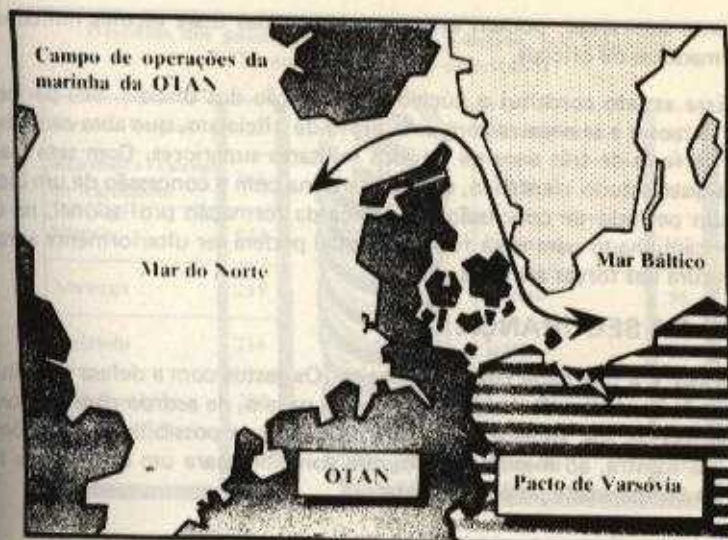 Campo de operações da
marinha da OTAN
Mar do Norte
Mar Báltico
OTAN
Pacto de Varsóvia